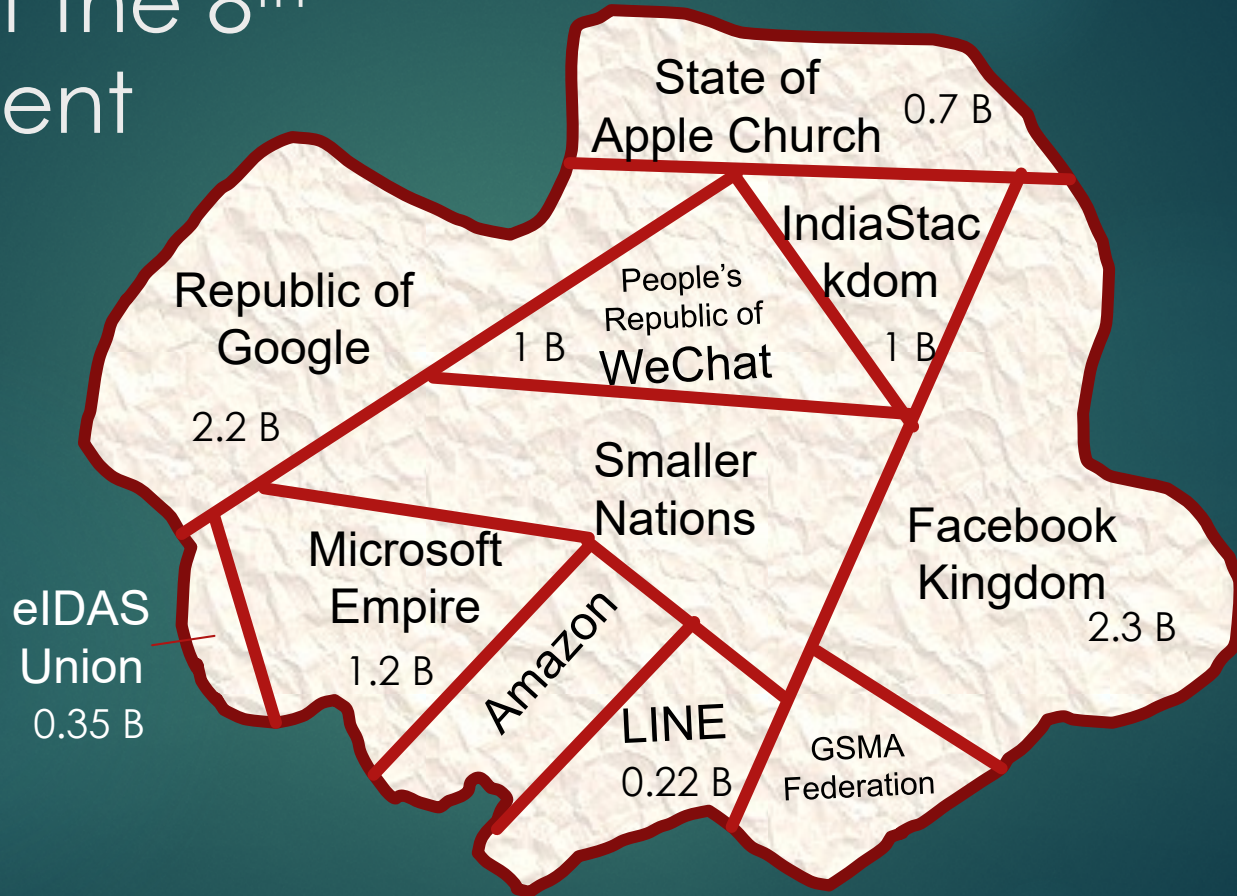 the 8th
ent
State of
Apple Church
0.7 B
IndiaStac
kdom
1 B
People's
Republic of
WeChat
1 B
Republic of
Google
2.2 B
Smaller
Nations
Facebook
Kingdom
2.3 B
Microsoft
Empire
1.2 B
Amazon
eIDAS
Union
0.35 B
LINE
0.22 B
GSMA
Federation